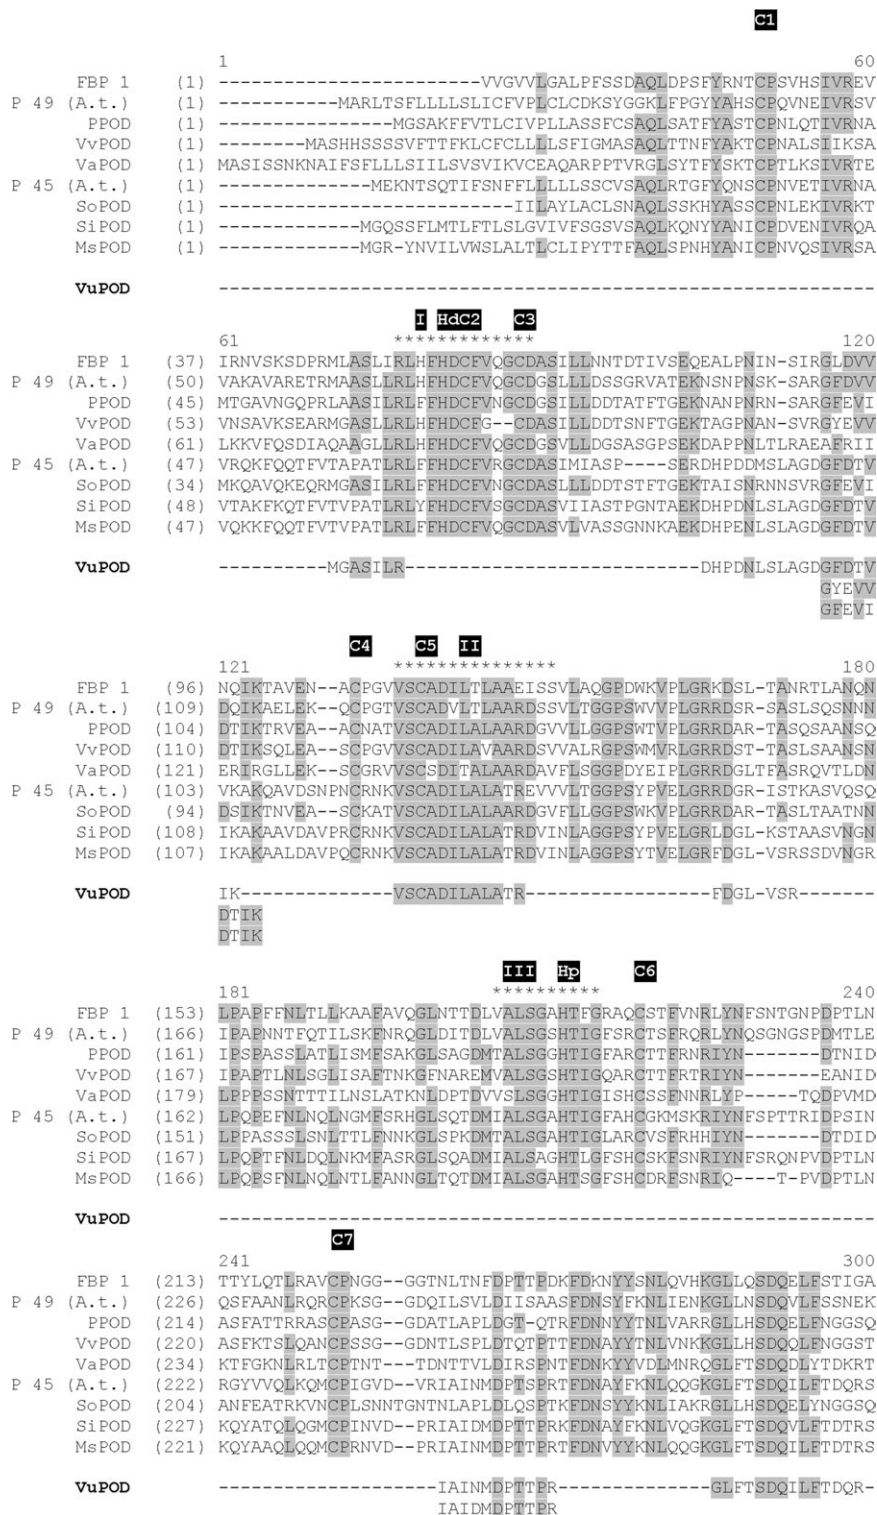 C1
1 60
FBP 1 (1) ------------------------VVGVVLGALPFSSDAQLDPSFYRNTCPSVHSIVREV
P 49 (A.t.) (1) -----------MARLTSFLLLLSLICFVPLCLCDKSYGGKLFPGYYAHSCPQVNEIVRSV
PPOD (1) ----------------MGSAKFFVTLCIVPLLASSFCSAQLSATFYASTCPNLQTIVRNA
VvPOD (1) --------MASHHSSSSVFTTFKLCFCLLLLSFIGMASAQLTTNFYAKTCPNALSIIKSA
VaPOD (1) MASISSNKNAIFSFLLLSIILSVSVIKVCEAQARPPTVRGLSYTFYSKTCPTLKSIVRTE
P 45 (A.t.) (1) --------------MEKNTSQTIFSNFFLLLLLSSCVSAQLRTGFYQNSCPNVETIVRNA
SoPOD (1) ---------------------------IILAYLACLSNAQLSSKHYASSCPNLEKIVRKT
SiPOD (1) -------------MGQSSFLMTLFTLSLGVIVFSGSVSAQLKQNYYANICPDVENIVRQA
MsPOD (1) -------------MGR-YNVILVWSLALTLCLIPYTTFAQLSPNHYANICPNVQSIVRSA
VuPOD ------------------------------------------------------------
I HdC2 C3
*************
61 120
FBP 1 (37) IRNVSKSDPRMLASLIRLHFHDCFVQGCDASILLNNTDTIVSEQEALPNIN-SIRGLDVV
P 49 (A.t.) (50) VAKAVARETRMAASLLRLHFHDCFVQGCDGSLLLDSSGRVATEKNSNPNSK-SARGFDVV
PPOD (45) MTGAVNGQPRLAASILRLFFHDCFVNGCDGSILLDDTATFTGEKNANPNRN-SARGFEVI
VvPOD (53) VNSAVKSEARMGASLLRLHFHDCFG--CDASILLDDTSNFTGEKTAGPNAN-SVRGYEVV
VaPOD (61) LKKVFQSDIAQAAGLLRLHFHDCFVQGCDGSVLLDGSASGPSEKDAPPNLTLRAEAFRII
P 45 (A.t.) (47) VRQKFQQTFVTAPATLRLFFHDCFVRGCDASIMIASP----SERDHPDDMSLAGDGFDTV
SoPOD (34) MKQAVQKEQRMGASILRLFFHDCFVNGCDASLLLDDTSTFTGEKTAISNRNNSVRGFEVI
SiPOD (48) VTAKFKQTFVTVPATLRLYFHDCFVSGCDASVIIASTPGNTAEKDHPDNLSLAGDGFDTV
MsPOD (47) VQKKFQQTFVTVPATLRLFFHDCFVQGCDASVLVASSGNNKAEKDHPENLSLAGDGFDTV
VuPOD ----------MGASILR---------------------------DHPDNLSLAGDGFDTV
GYEVV
GFEVI
C4 C5 II
***************
121 180
FBP 1 (96) NQIKTAVEN--ACPGVVSCADILTLAAEISSVLAQGPDWKVPLGRKDSL-TANRTLANQN
P 49 (A.t.) (109) DQIKAELEK--QCPGTVSCADVLTLAARDSSVLTGGPSWVVPLGRRDSR-SASLSQSNNN
PPOD (104) DTIKTRVEA--ACNATVSCADILALAARDGVVLLGGPSWTVPLGRRDAR-TASQSAANSQ
VvPOD (110) DTIKSQLEA--SCPGVVSCADILAVAARDSVVALRGPSWMVRLGRRDST-TASLSAANSN
VaPOD (121) ERIRGLLEK--SCGRVVSCSDITALAARDAVFLSGGPDYEIPLGRRDGLTFASRQVTLDN
P 45 (A.t.) (103) VKAKQAVDSNPNCRNKVSCADILALATREVVVLTGGPSYPVELGRRDGR-ISTKASVQSQ
SoPOD (94) DSIKTNVEA--SCKATVSCADILALAARDGVFLLGGPSWKVPLGRRDAR-TASLTAATNN
SiPOD (108) IKAKAAVDAVPRCRNKVSCADILALATRDVINLAGGPSYPVELGRLDGL-KSTAASVNGN
MsPOD (107) IKAKAALDAVPQCRNKVSCADILALATRDVINLAGGPSYTVELGRFDGL-VSRSSDVNGR
VuPOD IK--------------VSCADILALATR-----------------FDGL-VSR-------
DTIK
DTIK
III Hp C6
**********
181 240
FBP 1 (153) LPAPFFNLTLLKAAFAVQGLNTTDLVALSGAHTFGRAQCSTFVNRLYNFSNTGNPDPTLN
P 49 (A.t.) (166) IPAPNNTFQTILSKFNRQGLDITDLVALSGSHTIGFSRCTSFRQRLYNQSGNGSPDMTLE
PPOD (161) IPSPASSLATLISMFSAKGLSAGDMTALSGGHTIGFARCTTFRNRIYN-------DTNID
VvPOD (167) IPAPTLNLSGLISAFTNKGFNAREMVALSGSHTIGQARCTTFRTRIYN-------EANID
VaPOD (179) LPPPSSNTTTILNSLATKNLDPTDVVSLSGGHTIGISHCSSFNNRLYP-----TQDPVMD
P 45 (A.t.) (162) LPQPEFNLNQLNGMFSRHGLSQTDMIALSGAHTIGFAHCGKMSKRIYNFSPTTRIDPSIN
SoPOD (151) LPPASSSLSNLTTLFNNKGLSPKDMTALSGAHTIGLARCVSFRHHIYN-------DTDID
SiPOD (167) LPQPTFNLDQLNKMFASRGLSQADMIALSAGHTLGFSHCSKFSNRIYNFSRQNPVDPTLN
MsPOD (166) LPQPSFNLNQLNTLFANNGLTQTDMIALSGAHTSGFSHCDRFSNRIQ----T-PVDPTLN
VuPOD ------------------------------------------------------------
C7
241 300
FBP 1 (213) TTYLQTLRAVCPNGG--GGTNLTNFDPTTPDKFDKNYYSNLQVHKGLLQSDQELFSTIGA
P 49 (A.t.) (226) QSFAANLRQRCPKSG--GDQILSVLDIISAASFDNSYFKNLIENKGLLNSDQVLFSSNEK
PPOD (214) ASFATTRRASCPASG--GDATLAPLDGT-QTRFDNNYYTNLVARRGLLHSDQELFNGGSQ
VvPOD (220) ASFKTSLQANCPSSG--GDNTLSPLDTQTPTTFDNAYYTNLVNKKGLLHSDQQLFNGGST
VaPOD (234) KTFGKNLRLTCPTNT--TDNTTVLDIRSPNTFDNKYYVDLMNRQGLFTSDQDLYTDKRT
P 45 (A.t.) (222) RGYVVQLKQMCPIGVD--VRIAINMDPTSPRTFDNAYFKNLQQGKGLFTSDQILFTDQRS
SoPOD (204) ANFEATRKVNCPLSNNTGNTNLAPLDLQSPTKFDNSYYKNLIAKRGLLHSDQELYNGGSQ
SiPOD (227) KQYATQLQGMCPINVD--PRIAIDMDPTTPRKFDNAYFKNLVQGKGLFTSDQVLFTDTRS
MsPOD (221) KQYAAQLQQMCPRNVD--PRIAINMDPTTPRTFDNVYYKNLQQGKGLFTSDQILFTDTRS
VuPOD --------------------IAINMDPTTPR--------------GLFTSDQILFTDQR-
IAIDMDPTTPR